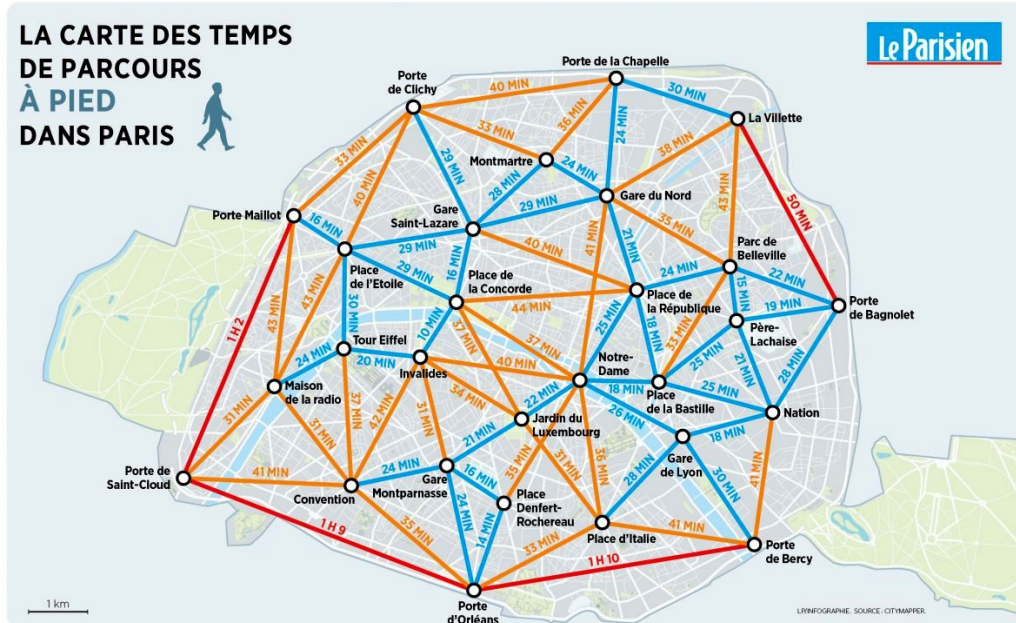 LA CARTE DES TEMPS
DE PARCOURS
À PIED
DANS PARIS
Le Parisien
Porte de la Chapelle
Porte
de Clichy
40 MIN
30 MIN
La Villette
33 MIN
36 MIN
24 MIN
33 MIN
40 MIN
29 MIN
Montmartre
24 MIN
38 MIN
28 MIN
Gare du Nord
43 MIN
50 MIN
Porte Maillot
16 MIN
Gare
Saint-Lazare
29 MIN
35 MIN
41 MIN
29 MIN
40 MIN
21 MIN
Parc de
Belleville
Place
de l'Etoile
29 MIN
16 MIN
24 MIN
22 MIN
43 MIN
43 MIN
Place de
la Concorde
44 MIN
Place de
la République
15 MIN
19 MIN
Porte
de Bagnolet
1 H 2
30 MIN
10 MIN
37 MIN
37 MIN
25 MIN
18 MIN
33 MIN
Père-
Lachaise
Tour Eiffel
24 MIN
20 MIN
Invalides
40 MIN
Notre-
Dame
25 MIN
21 MIN
28 MIN
Maison
de la radio
34 MIN
22 MIN
18 MIN
Place
de la Bastille
25 MIN
Nation
31 MIN
31 MIN
37 MIN
42 MIN
31 MIN
Jardin du
Luxembourg
26 MIN
18 MIN
21 MIN
35 MIN
31 MIN
36 MIN
Gare
de Lyon
Porte de
Saint-Cloud
41 MIN
Convention
24 MIN
Gare
Montparnasse
16 MIN
28 MIN
30 MIN
41 MIN
24 MIN
14 MIN
Place
Denfert-
Rochereau
1 H 9
35 MIN
33 MIN
Place d'Italie
41 MIN
Porte
de Bercy
1 H 10
Porte
d'Orléans
1 km
LP/INFOGRAPHIE. SOURCE : CITYMAPPER.